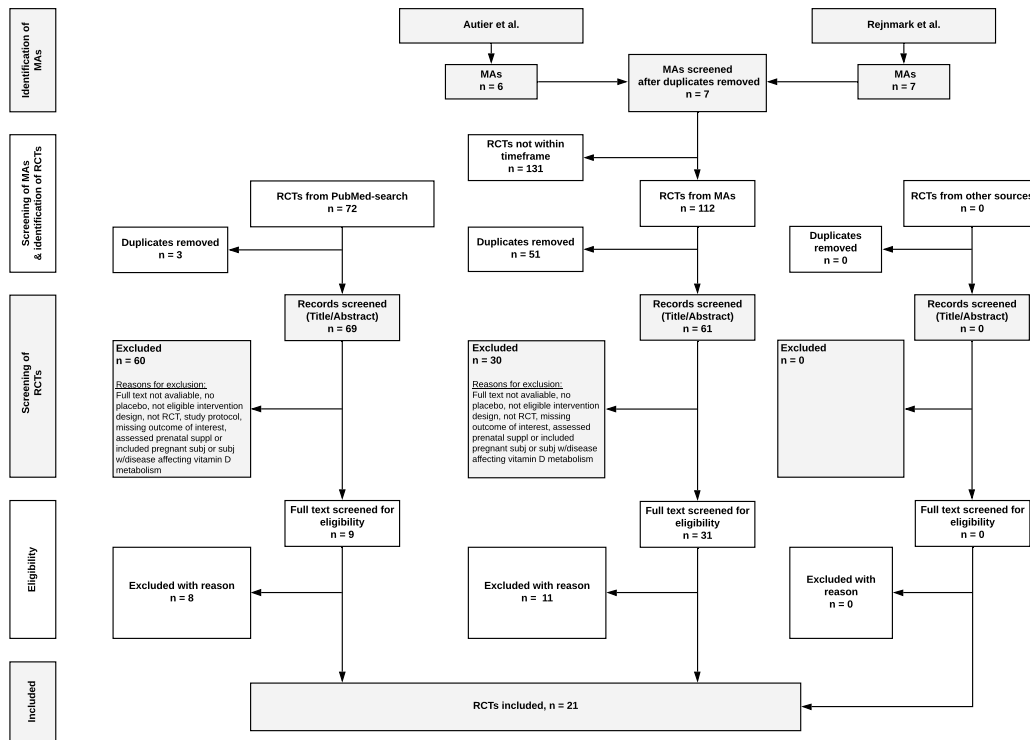 Identification of
MAs
Autier et al.
Rejnmark et al.
MAs
n = 6
MAs screened
after duplicates removed
n = 7
MAs
n = 7
Screening of MAs
& identification of RCTs
RCTs not within
timeframe
n = 131
RCTs from PubMed-search
n = 72
RCTs from MAs
n = 112
RCTs from other sources
n = 0
Duplicates removed
n = 3
Duplicates removed
n = 51
Duplicates
removed
n = 0
Screening of
RCTs
Records screened
(Title/Abstract)
n = 69
Records screened
(Title/Abstract)
n = 61
Records screened
(Title/Abstract)
n = 0
Excluded
n = 60
Reasons for exclusion:
Full text not avaliable, no
placebo, not eligible intervention
design, not RCT, study protocol,
missing outcome of interest,
assessed prenatal suppl or
included pregnant subj or subj
w/disease affecting vitamin D
metabolism
Excluded
n = 30
Reasons for exclusion:
Full text not avaliable, no
placebo, not eligible intervention
design, not RCT, missing
outcome of interest, assessed
prenatal suppl or included
pregnant subj or subj w/disease
affecting vitamin D metabolism
Excluded
n = 0
Eligibility
Full text screened for
eligibility
n = 9
Full text screened for
eligibility
n = 31
Full text screened for
eligibility
n = 0
Excluded with reason
n = 8
Excluded with reason
n =  11
Excluded with
reason
n = 0
Included
RCTs included, n = 21